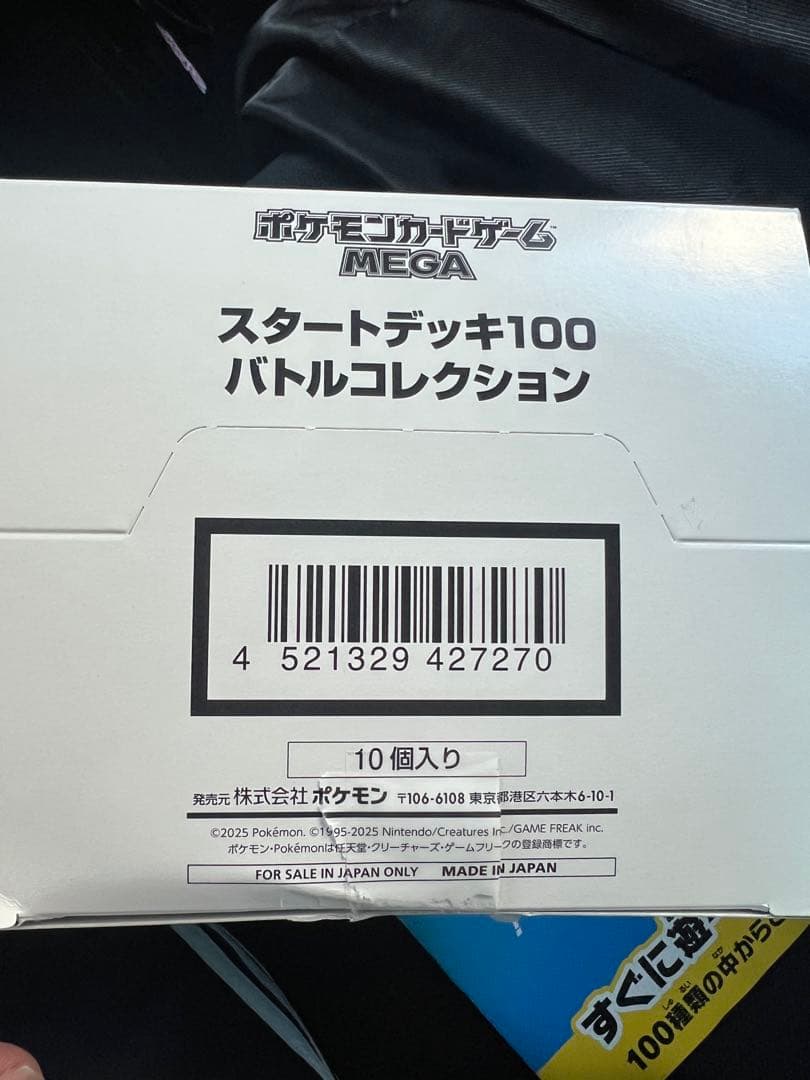 ポケモンカードゲーム™
MEGA
スタートデッキ100
バトルコレクション
4 521329 427270
10個入り
発売元 株式会社 ポケモン 〒106-6108 東京都港区六本木6-10-1
©2025 Pokémon. ©1995-2025 Nintendo/Creatures Inc./GAME FREAK inc.
ポケモン・Pokémonは任天堂・クリーチャーズ・ゲームフリークの登録商標です。
FOR SALE IN JAPAN ONLY MADE IN JAPAN
すぐに
100種類の中から